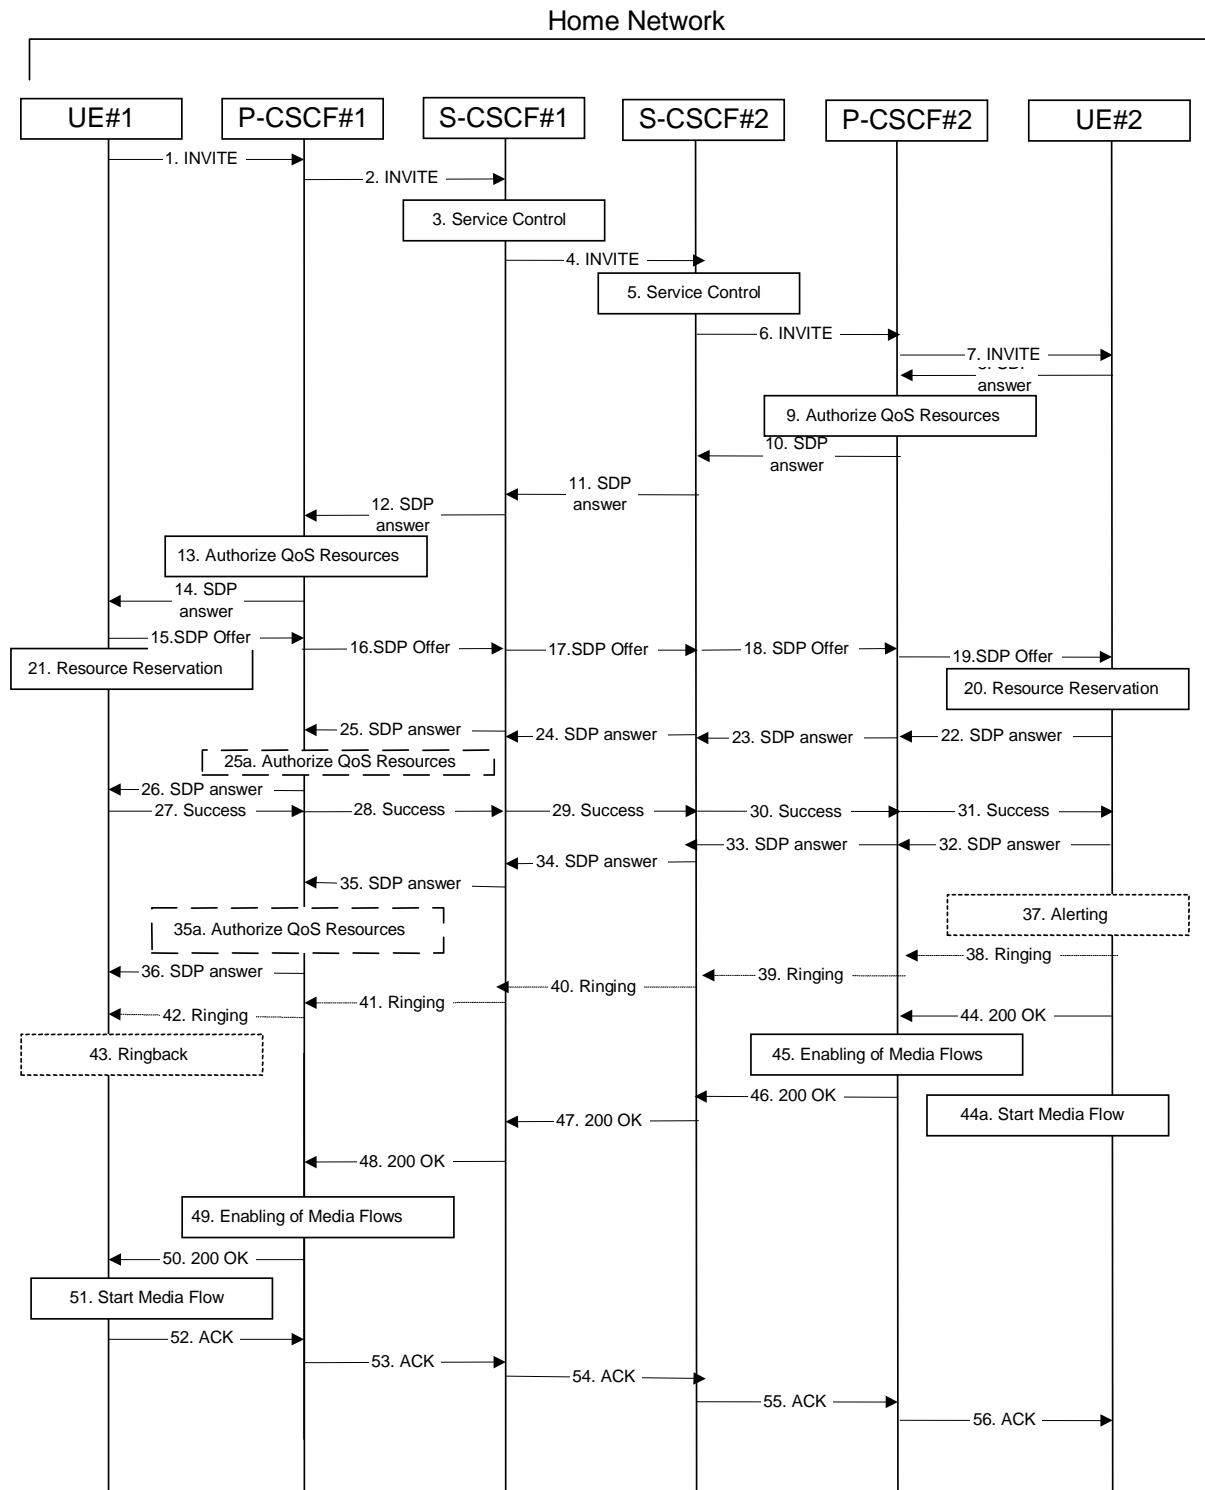 Home Network
UE#1
P-CSCF#1
S-CSCF#1
S-CSCF#2
P-CSCF#2
UE#2
1. INVITE
2. INVITE
3. Service Control
4. INVITE
5. Service Control
6. INVITE
7. INVITE
SDP
answer
9. Authorize QoS Resources
10. SDP
answer
11. SDP
answer
12. SDP
answer
13. Authorize QoS Resources
14. SDP
answer
15.SDP Offer
16.SDP Offer
17.SDP Offer
18. SDP Offer
19.SDP Offer
21. Resource Reservation
20. Resource Reservation
25. SDP answer
24. SDP answer
23. SDP answer
22. SDP answer
25a. Authorize QoS Resources
26. SDP answer
27. Success
28. Success
29. Success
30. Success
31. Success
33. SDP answer
32. SDP answer
34. SDP answer
35. SDP answer
37. Alerting
35a. Authorize QoS Resources
38. Ringing
36. SDP answer
39. Ringing
40. Ringing
41. Ringing
42. Ringing
44. 200 OK
43. Ringback
45. Enabling of Media Flows
46. 200 OK
44a. Start Media Flow
47. 200 OK
48. 200 OK
49. Enabling of Media Flows
50. 200 OK
51. Start Media Flow
52. ACK
53. ACK
54. ACK
55. ACK
56. ACK